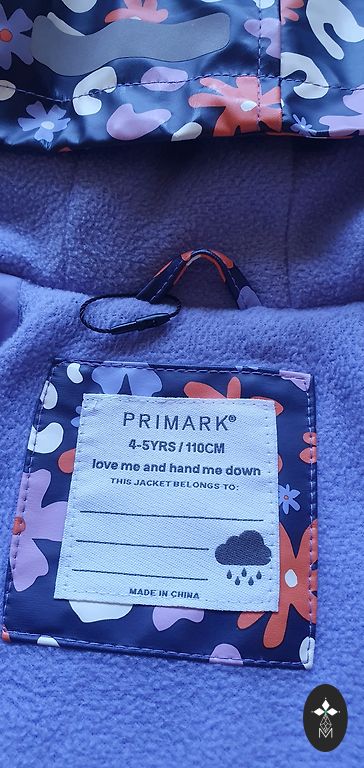 PRIMARK®
4-5YRS / 110CM
love me and hand me down
THIS JACKET BELONGS TO:
MADE IN CHINA
M